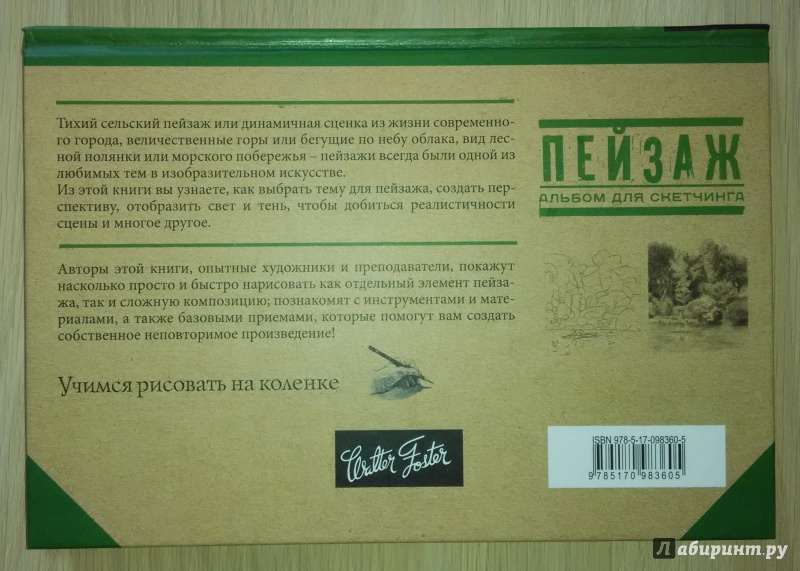 Тихий сельский пейзаж или динамичная сценка из жизни современно-
го города, величественные горы или бегущие по небу облака, вид лес-
ной полянки или морского побережья – пейзажи всегда были одной из
любимых тем в изобразительном искусстве.
Из этой книги вы узнаете, как выбрать тему для пейзажа, создать пер-
спективу, отобразить свет и тень, чтобы добиться реалистичности
сцены и многое другое.
Авторы этой книги, опытные художники и преподаватели, покажут
насколько просто и быстро нарисовать как отдельный элемент пейза-
жа, так и сложную композицию; познакомят с инструментами и мате-
риалами, а также базовыми приемами, которые помогут вам создать
собственное неповторимое произведение!
Учимся рисовать на коленке
ПЕЙЗАЖ
АЛЬБОМ ДЛЯ СКЕТЧИНГА
Walter Foster
ISBN 978-5-17-098360-5
9 785170 983605
Лабиринт.ру